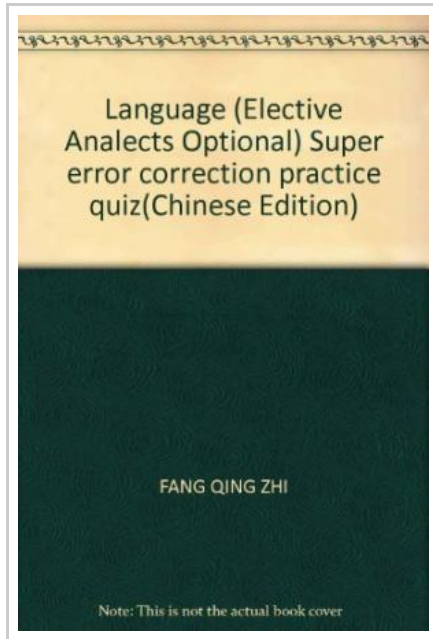 Language (Elective
Analects Optional) Super
error correction practice
quiz(Chinese Edition)
FANG QING ZHI
Note: This is not the actual book cover